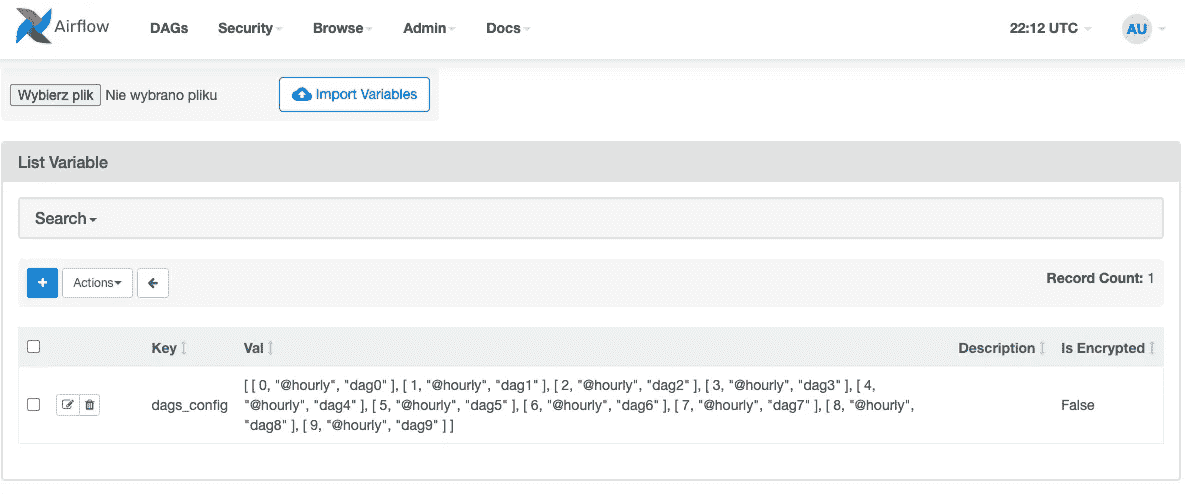 Airflow DAGs Security Browse Admin Docs 22:12 UTC AU
Wybierz plik Nie wybrano pliku Import Variables
List Variable
Search
+ Actions Record Count: 1
Key Val Description Is Encrypted
[ [ 0, "@hourly", "dag0" ], [ 1, "@hourly", "dag1" ], [ 2, "@hourly", "dag2" ], [ 3, "@hourly", "dag3" ], [ 4,
dags_config "@hourly", "dag4" ], [ 5, "@hourly", "dag5" ], [ 6, "@hourly", "dag6" ], [ 7, "@hourly", "dag7" ], [ 8, "@hourly", False
"dag8" ], [ 9, "@hourly", "dag9" ] ]